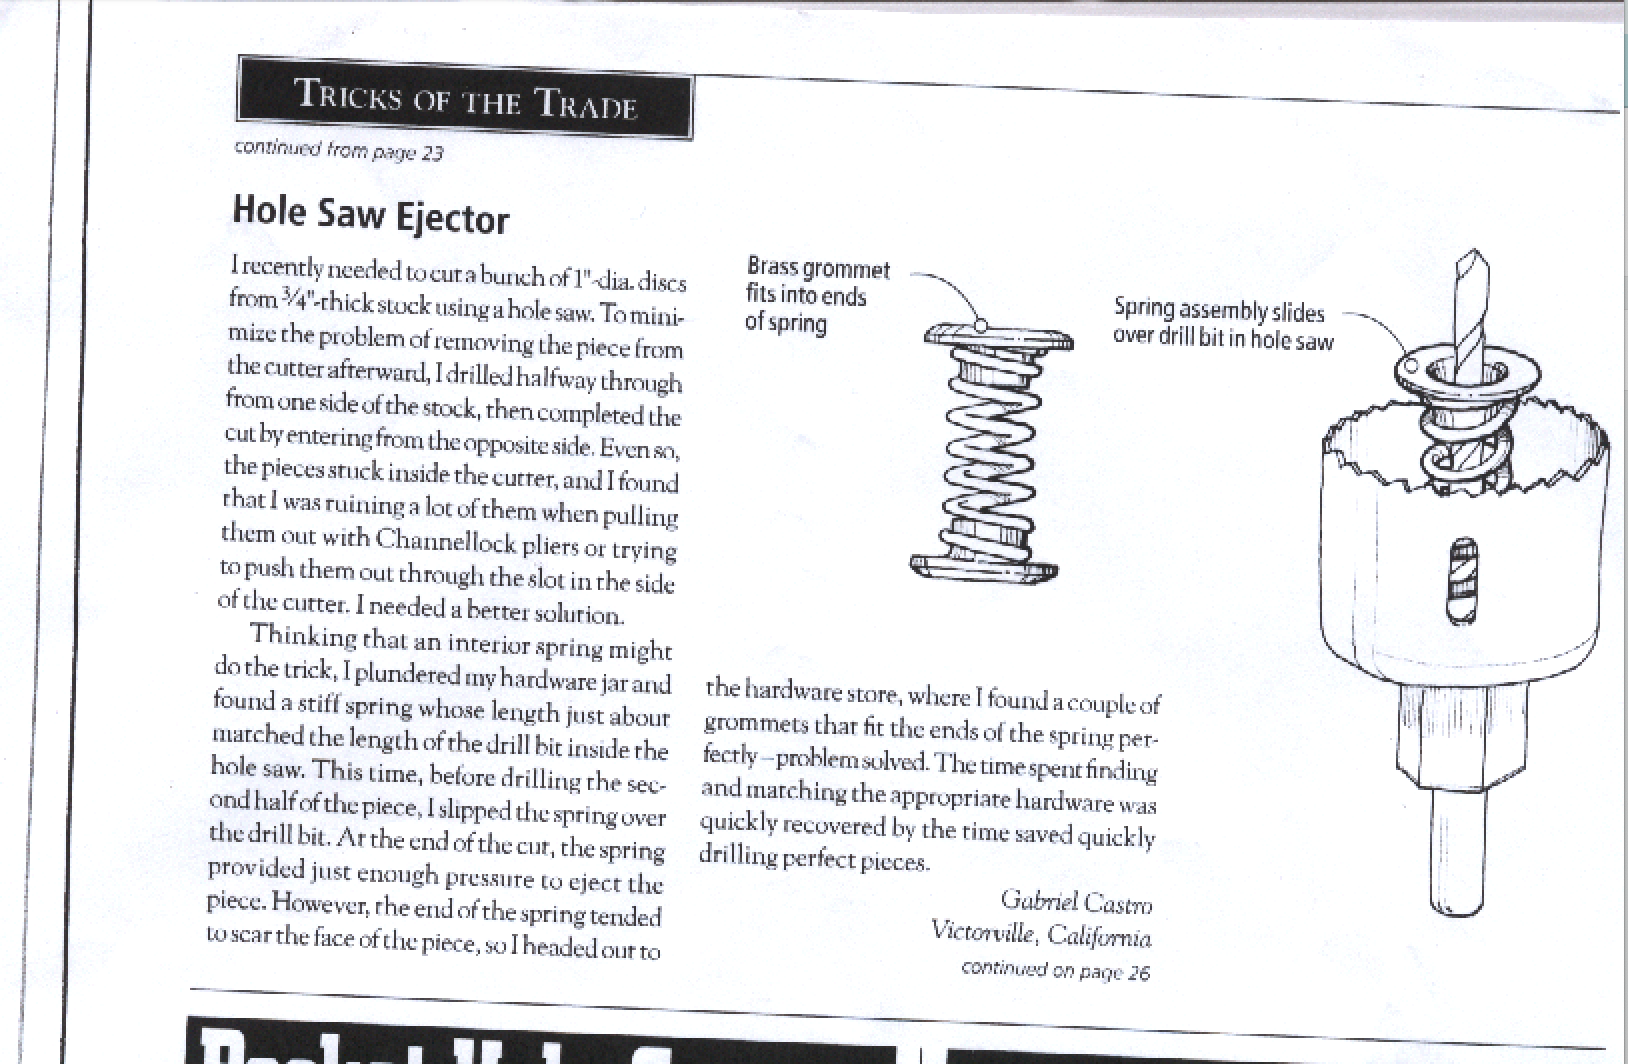 TRICKS OF THE TRADE
continued from page 23
Hole Saw Ejector
I recently needed to cut a bunch of 1"-dia. discs
from 3/4"-thick stock using a hole saw. To mini-
mize the problem of removing the piece from
the cutter afterward, I drilled halfway through
from one side of the stock, then completed the
cut by entering from the opposite side. Even so,
the pieces stuck inside the cutter, and I found
that I was ruining a lot of them when pulling
them out with Channellock pliers or trying
to push them out through the slot in the side
of the cutter. I needed a better solution.
Thinking that an interior spring might
do the trick, I plundered my hardware jar and
found a stiff spring whose length just about
matched the length of the drill bit inside the
hole saw. This time, before drilling the sec-
ond half of the piece, I slipped the spring over
the drill bit. At the end of the cut, the spring
provided just enough pressure to eject the
piece. However, the end of the spring tended
to scar the face of the piece, so I headed out to
Brass grommet
fits into ends
of spring
Spring assembly slides
over drill bit in hole saw
the hardware store, where I found a couple of
grommets that fit the ends of the spring per-
fectly–problem solved. The time spent finding
and matching the appropriate hardware was
quickly recovered by the time saved quickly
drilling perfect pieces.
Gabriel Castro
Victorville, California
continued on page 26